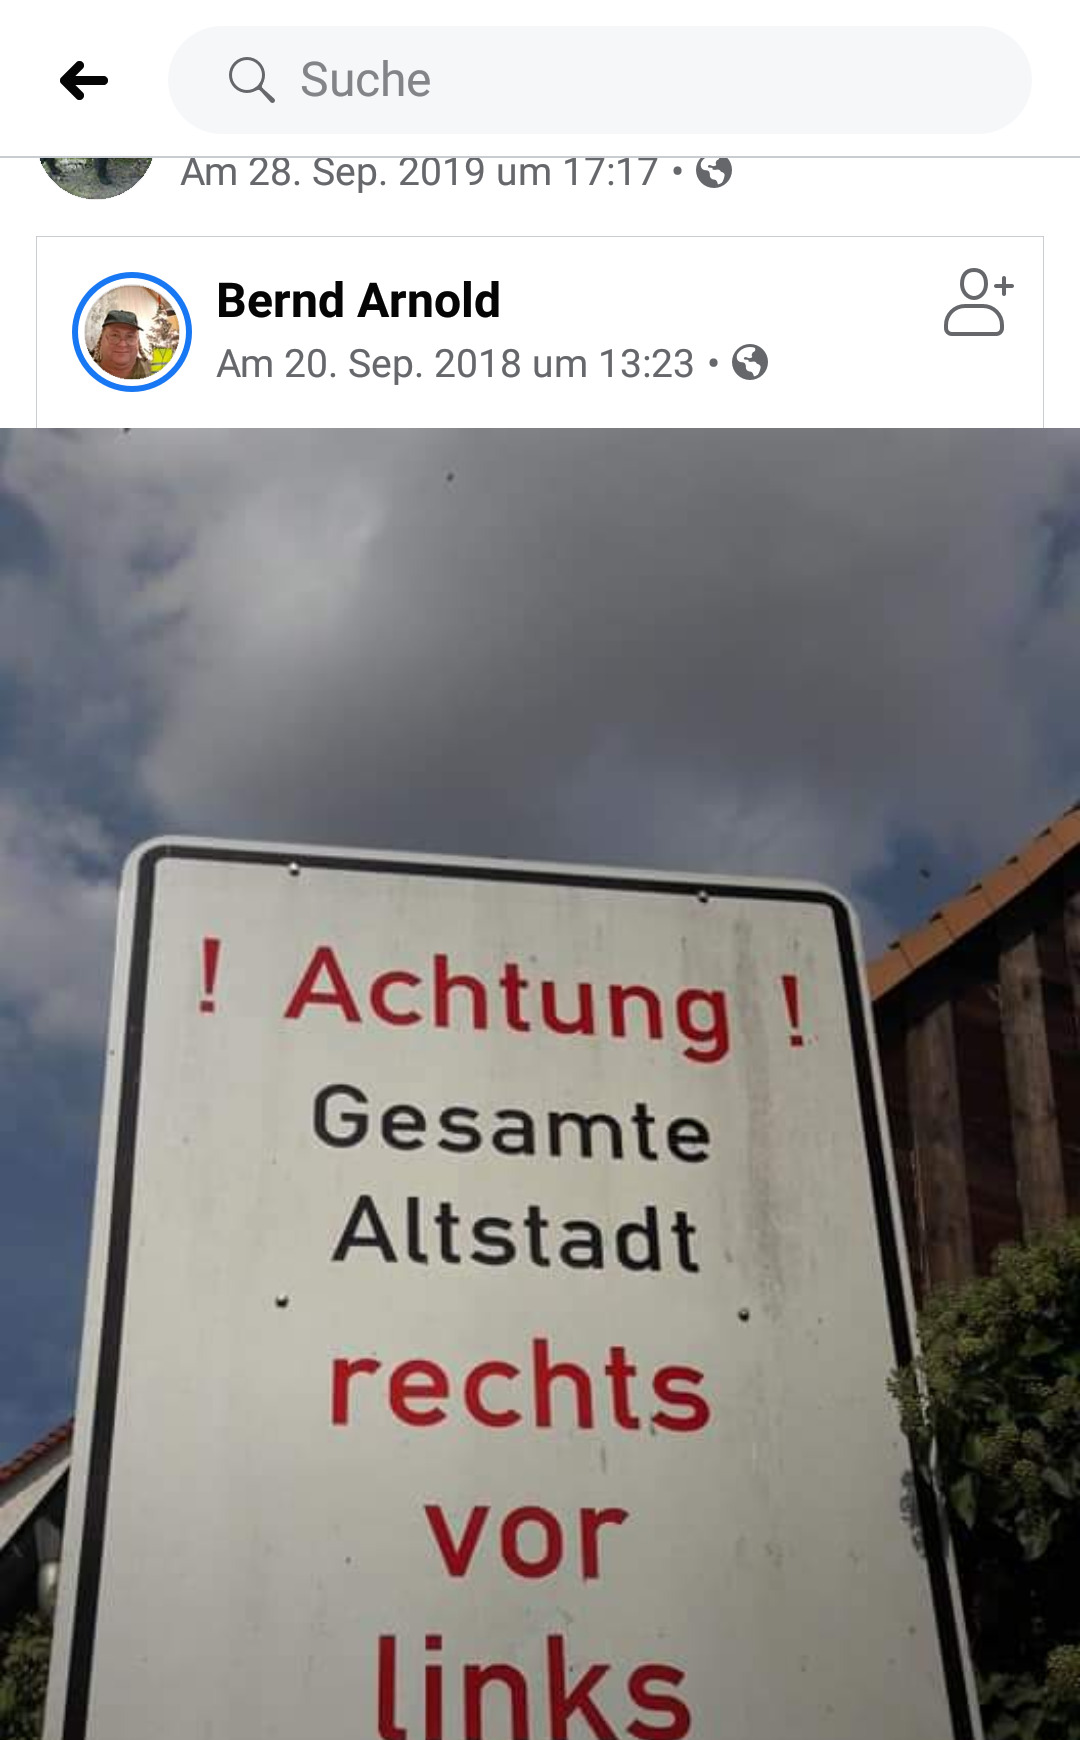 Suche
Am 28. Sep. 2019 um 17:17 •
Bernd Arnold
Am 20. Sep. 2018 um 13:23 •
! Achtung !
Gesamte
Altstadt
rechts
vor
links